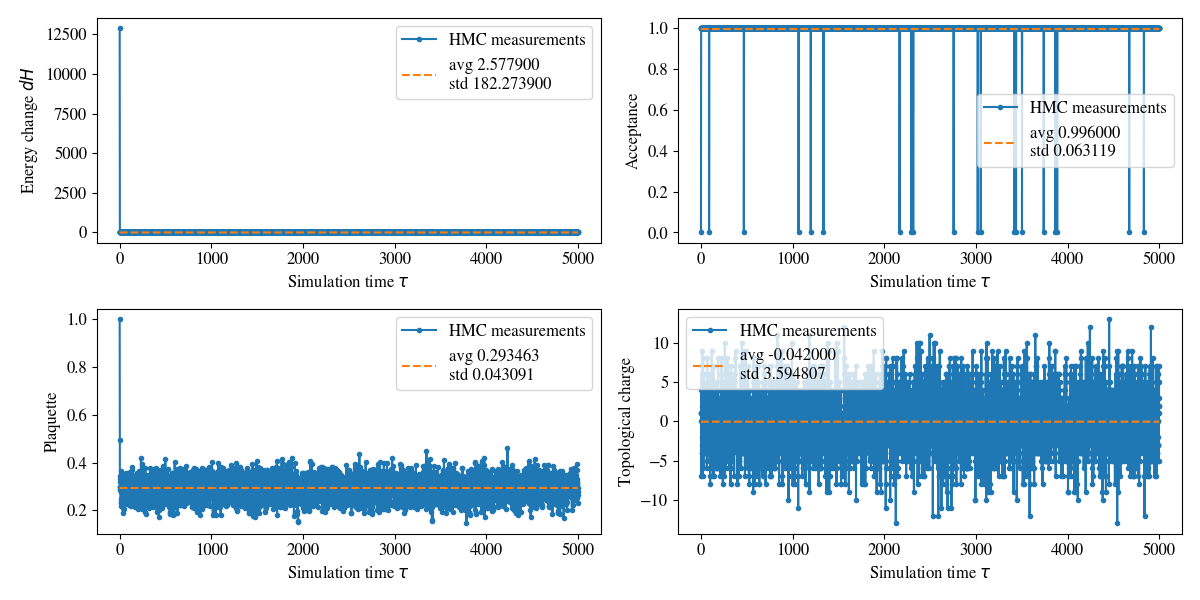 Energy change dH
12500
10000
7500
5000
2500
0
HMC measurements
avg 2.577900
std 182.273900
0 1000 2000 3000 4000 5000
Simulation time τ
Acceptance
1.0
0.8
0.6
0.4
0.2
0.0
HMC measurements
avg 0.996000
std 0.063119
0 1000 2000 3000 4000 5000
Simulation time τ
Plaquette
1.0
0.8
0.6
0.4
0.2
HMC measurements
avg 0.293463
std 0.043091
0 1000 2000 3000 4000 5000
Simulation time τ
Topological charge
10
5
0
−5
−10
HMC measurements
avg -0.042000
std 3.594807
0 1000 2000 3000 4000 5000
Simulation time τ